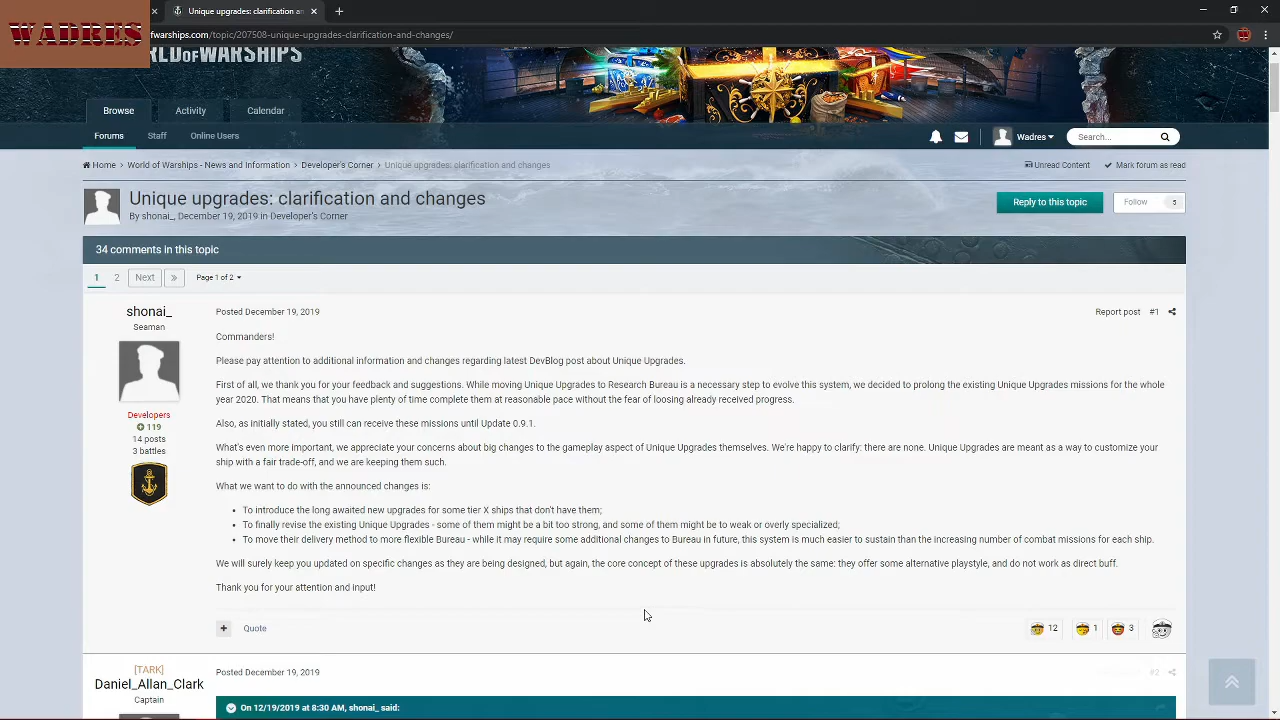 WADRES
Unique upgrades: clarification an
fwarships.com/topic/207508-unique-upgrades-clarification-and-changes/
RLDOFWARSHIPS
Browse
Activity
Calendar
Forums
Staff
Online Users
Wadres
Search...
Home > World of Warships - News and Information > Developer's Corner > Unique upgrades: clarification and changes
Unread Content
Mark forum as read
Unique upgrades: clarification and changes
By shonai_, December 19, 2019 in Developer's Corner
Reply to this topic
Follow
5
34 comments in this topic
1
2
Next
»
Page 1 of 2
shonai_
Seaman
Developers
119
14 posts
3 battles
Posted December 19, 2019
Report post
#1
Commanders!
Please pay attention to additional information and changes regarding latest DevBlog post about Unique Upgrades.
First of all, we thank you for your feedback and suggestions. While moving Unique Upgrades to Research Bureau is a necessary step to evolve this system, we decided to prolong the existing Unique Upgrades missions for the whole
year 2020. That means that you have plenty of time complete them at reasonable pace without the fear of loosing already received progress.
Also, as initially stated, you still can receive these missions until Update 0.9.1.
What's even more important, we appreciate your concerns about big changes to the gameplay aspect of Unique Upgrades themselves. We're happy to clarify: there are none. Unique Upgrades are meant as a way to customize your
ship with a fair trade-off, and we are keeping them such.
What we want to do with the announced changes is:
• To introduce the long awaited new upgrades for some tier X ships that don't have them;
• To finally revise the existing Unique Upgrades - some of them might be a bit too strong, and some of them might be to weak or overly specialized;
• To move their delivery method to more flexible Bureau - while it may require some additional changes to Bureau in future, this system is much easier to sustain than the increasing number of combat missions for each ship.
We will surely keep you updated on specific changes as they are being designed, but again, the core concept of these upgrades is absolutely the same: they offer some alternative playstyle, and do not work as direct buff.
Thank you for your attention and input!
+
Quote
12
1
3
[TARK]
Daniel_Allan_Clark
Captain
Posted December 19, 2019
#2
On 12/19/2019 at 8:30 AM, shonai_ said: